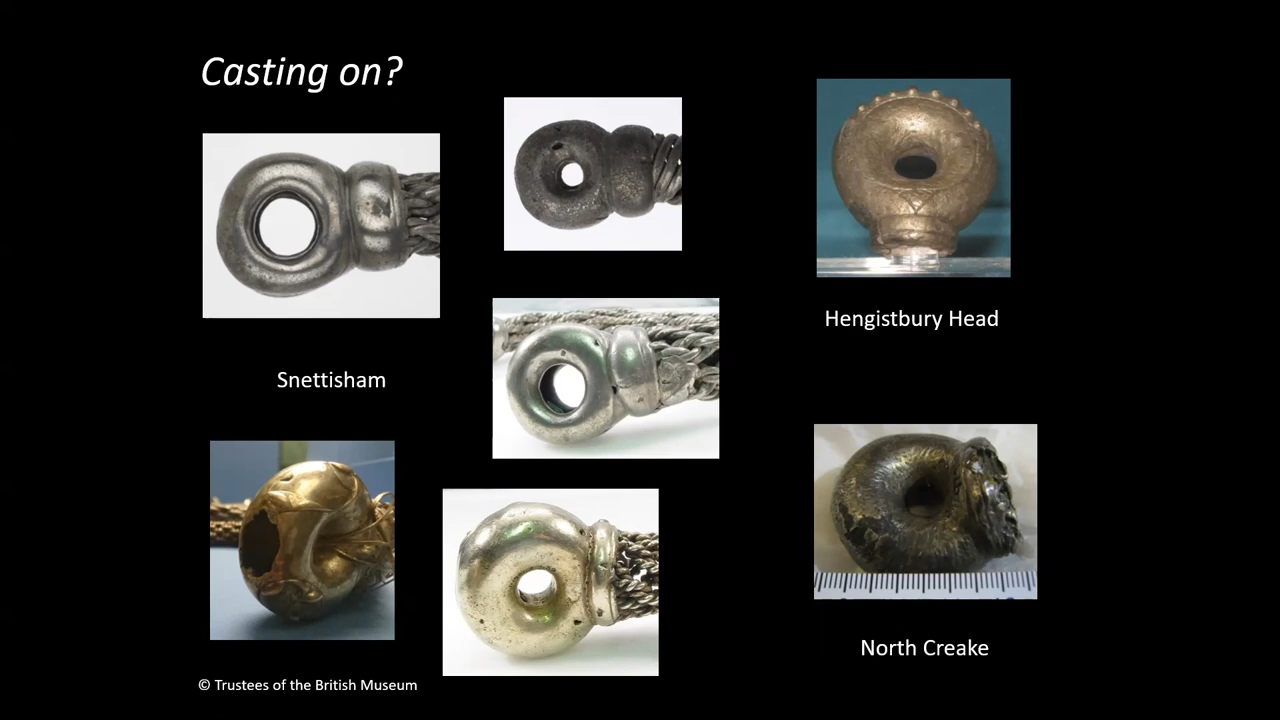 Casting on?
Hengistbury Head
Snettisham
North Creake
© Trustees of the British Museum